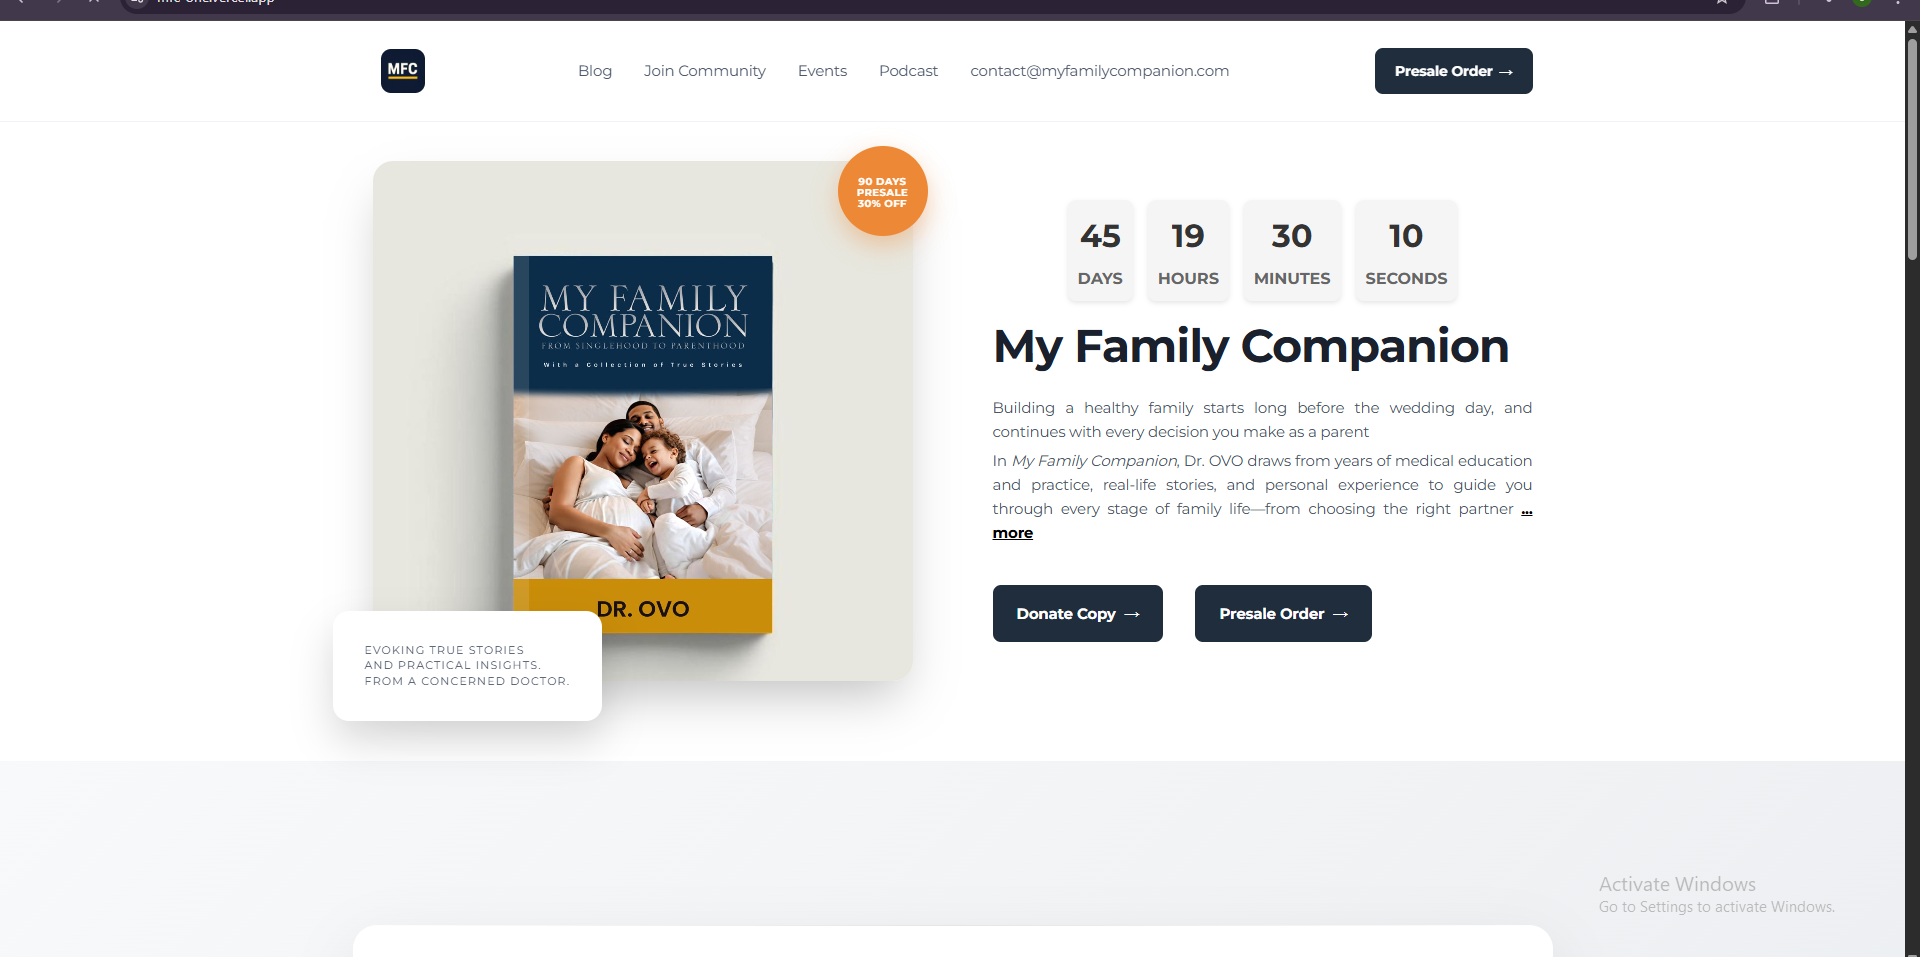 MFC
Blog
Join Community
Events
Podcast
contact@myfamilycompanion.com
Presale Order →
90 DAYS
PRESALE
30% OFF
MY FAMILY
COMPANION
FROM SINGLEHOOD TO PARENTHOOD
With a Collection of True Stories
DR. OVO
EVOKING TRUE STORIES
AND PRACTICAL INSIGHTS.
FROM A CONCERNED DOCTOR.
45
DAYS
19
HOURS
30
MINUTES
10
SECONDS
My Family Companion
Building a healthy family starts long before the wedding day, and
continues with every decision you make as a parent
In My Family Companion, Dr. OVO draws from years of medical education
and practice, real-life stories, and personal experience to guide you
through every stage of family life—from choosing the right partner ...
more
Donate Copy →
Presale Order →
Activate Windows
Go to Settings to activate Windows.